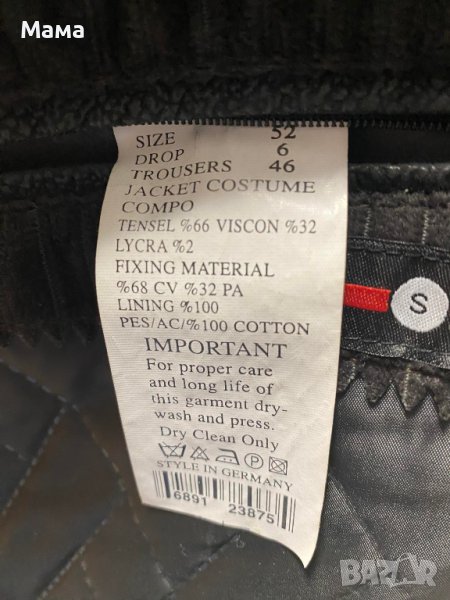 Мама
SIZE 52
DROP 6
TROUSERS 46
JACKET COSTUME
COMPO
TENSEL %66 VISCON %32
LYCRA %2
FIXING MATERIAL
%68 CV %32 PA
LINING %100
PES/AC/%100 COTTON
IMPORTANT
For proper care
and long life of
this garment dry-
wash and press.
Dry Clean Only
P
STYLE IN GERMANY
6891 23875
S
BAZAR